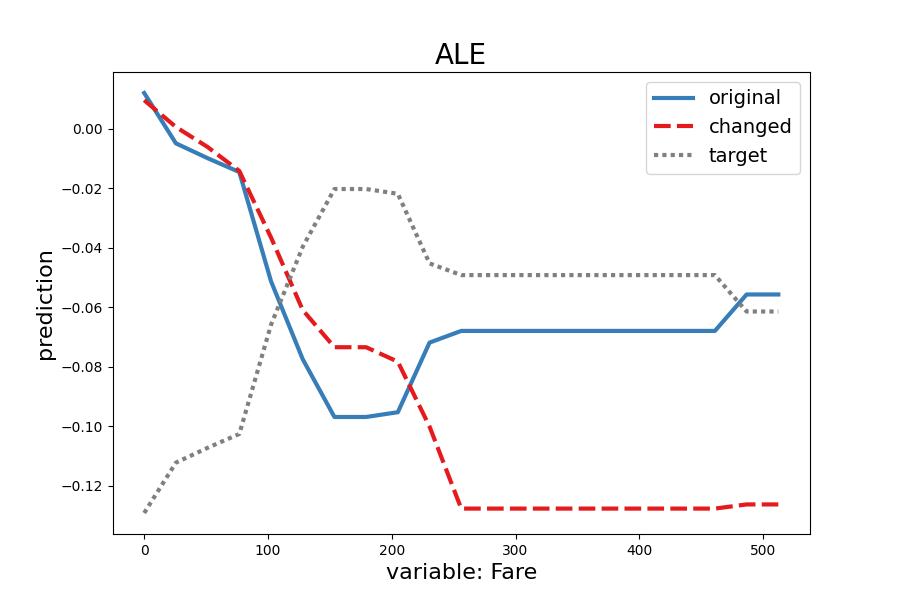 ALE
original
changed
target
prediction
0.00
−0.02
−0.04
−0.06
−0.08
−0.10
−0.12
0 100 200 300 400 500
variable: Fare